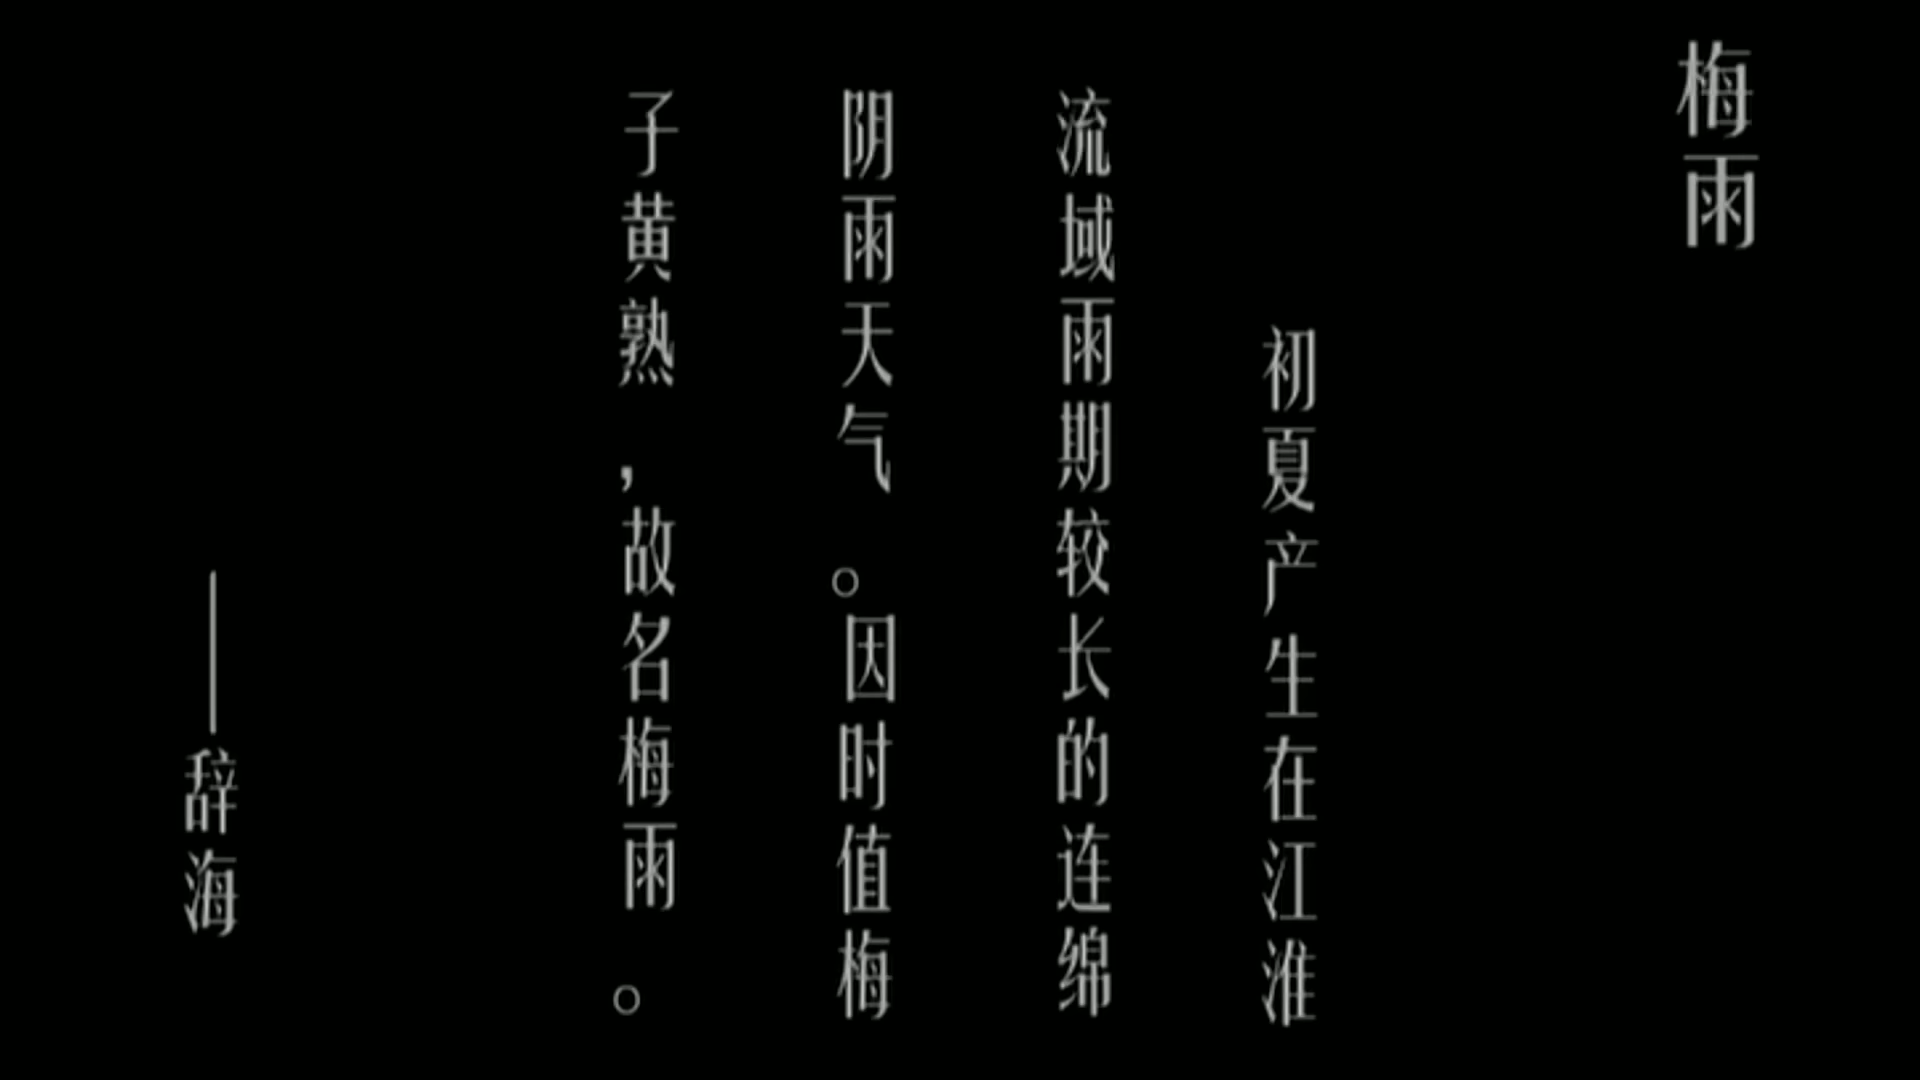 梅雨
初夏产生在江淮
流域雨期较长的连绵
阴雨天气。因时值梅
子黄熟,故名梅雨。
——辞海